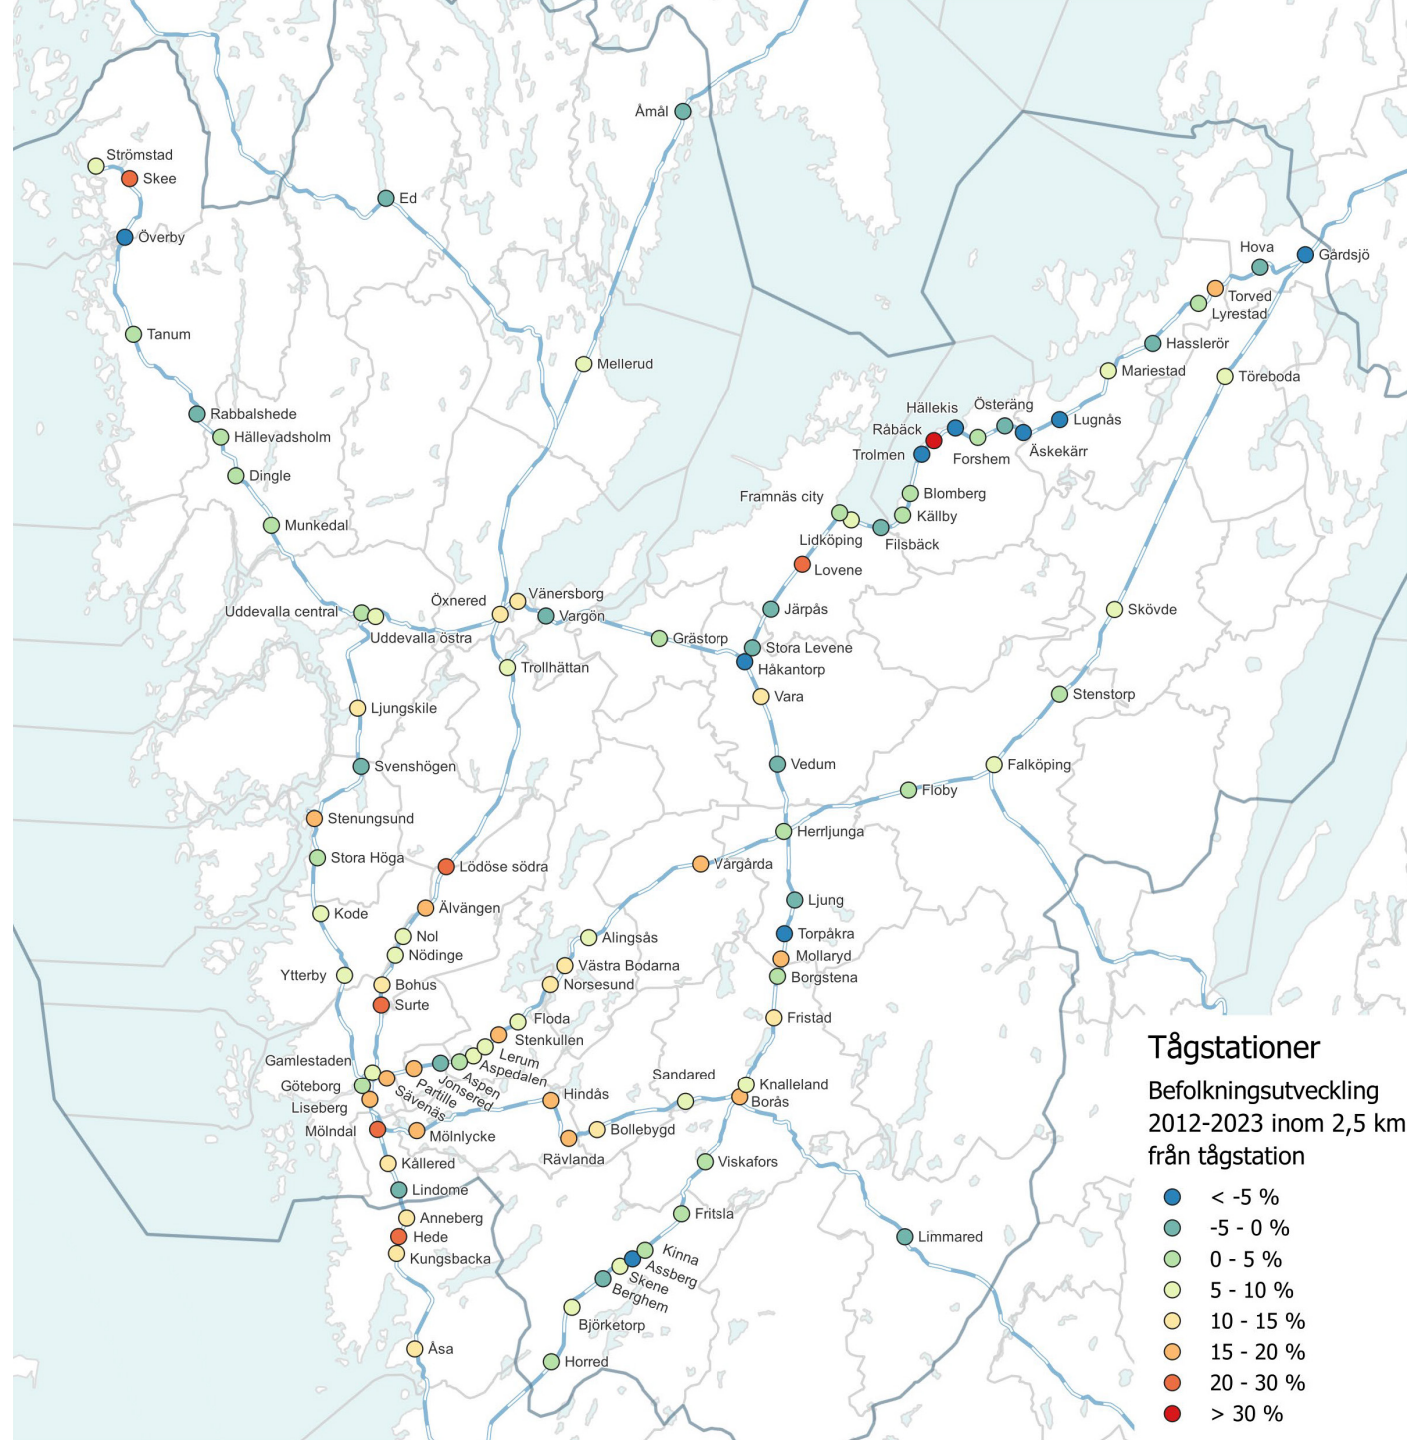 Åmål
Strömstad
Skee
Ed
Överby
Hova
Gårdsjö
Torved
Lyrestad
Tanum
Hasslerör
Mellerud
Mariestad
Töreboda
Rabbalshede
Hällekis
Österäng
Lugnås
Råbäck
Hällevadsholm
Trolmen
Forshem
Äskekärr
Dingle
Blomberg
Framnäs city
Källby
Munkedal
Lidköping
Filsbäck
Lovene
Öxnered
Vänersborg
Uddevalla central
Vargön
Järpås
Skövde
Uddevalla östra
Grästorp
Stora Levene
Trollhättan
Håkantorp
Vara
Stenstorp
Ljungskile
Svenshögen
Vedum
Falköping
Floby
Stenungsund
Herrljunga
Stora Höga
Lödöse södra
Vårgårda
Ljung
Kode
Älvängen
Nol
Alingsås
Torpåkra
Nödinge
Mollaryd
Västra Bodarna
Ytterby
Borgstena
Bohus
Norsesund
Surte
Floda
Fristad
Stenkullen
Gamlestaden
Lerum
Aspedalen
Aspen
Jonsered
Partille
Sävenäs
Göteborg
Sandared
Knalleland
Hindås
Borås
Liseberg
Mölndal
Mölnlycke
Bollebygd
Rävlanda
Kållered
Viskafors
Lindome
Anneberg
Fritsla
Hede
Limmared
Kungsbacka
Kinna
Assberg
Skene
Berghem
Björketorp
Åsa
Horred
Tågstationer
Befolkningsutveckling
2012-2023 inom 2,5 km
från tågstation
< -5 %
-5 - 0 %
0 - 5 %
5 - 10 %
10 - 15 %
15 - 20 %
20 - 30 %
> 30 %